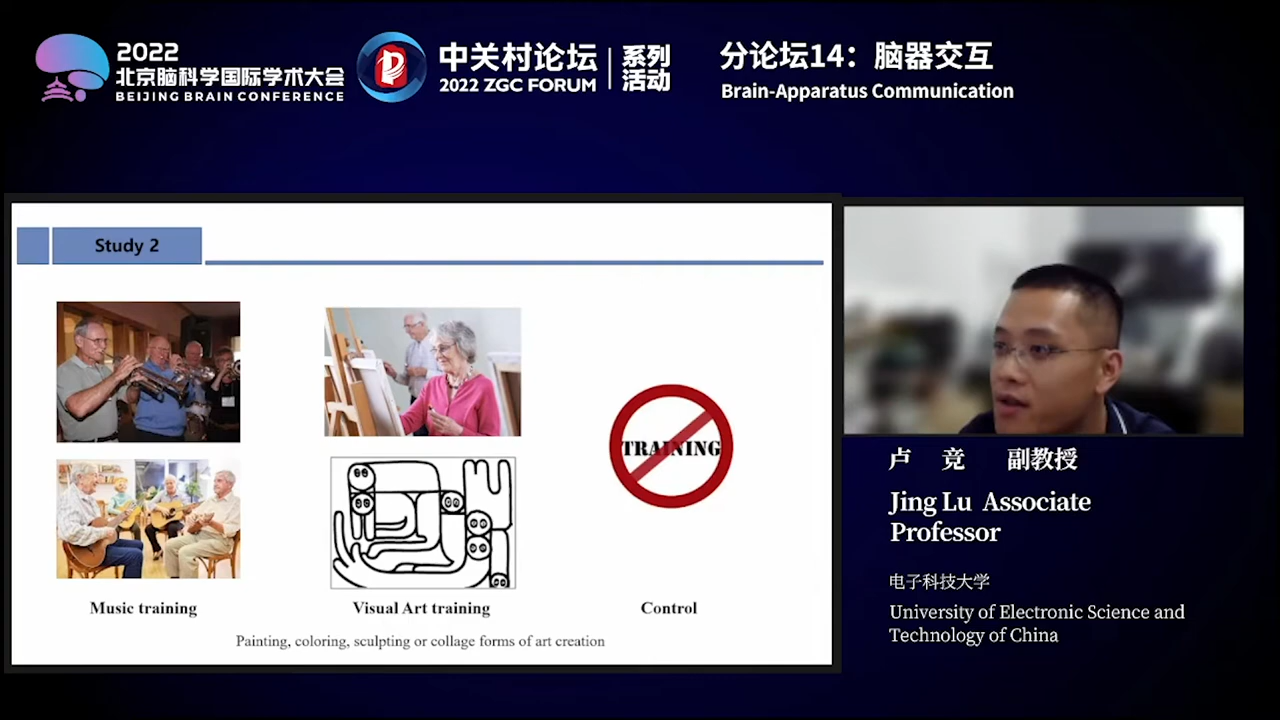 2022
北京脑科学国际学术大会
BEIJING BRAIN CONFERENCE
中关村论坛
2022 ZGC FORUM
系列
活动
分论坛14：脑器交互
Brain-Apparatus Communication
Study 2
TRAINING
Music training
Visual Art training
Control
Painting, coloring, sculpting or collage forms of art creation
卢 竞 副教授
Jing Lu Associate
Professor
电子科技大学
University of Electronic Science and
Technology of China